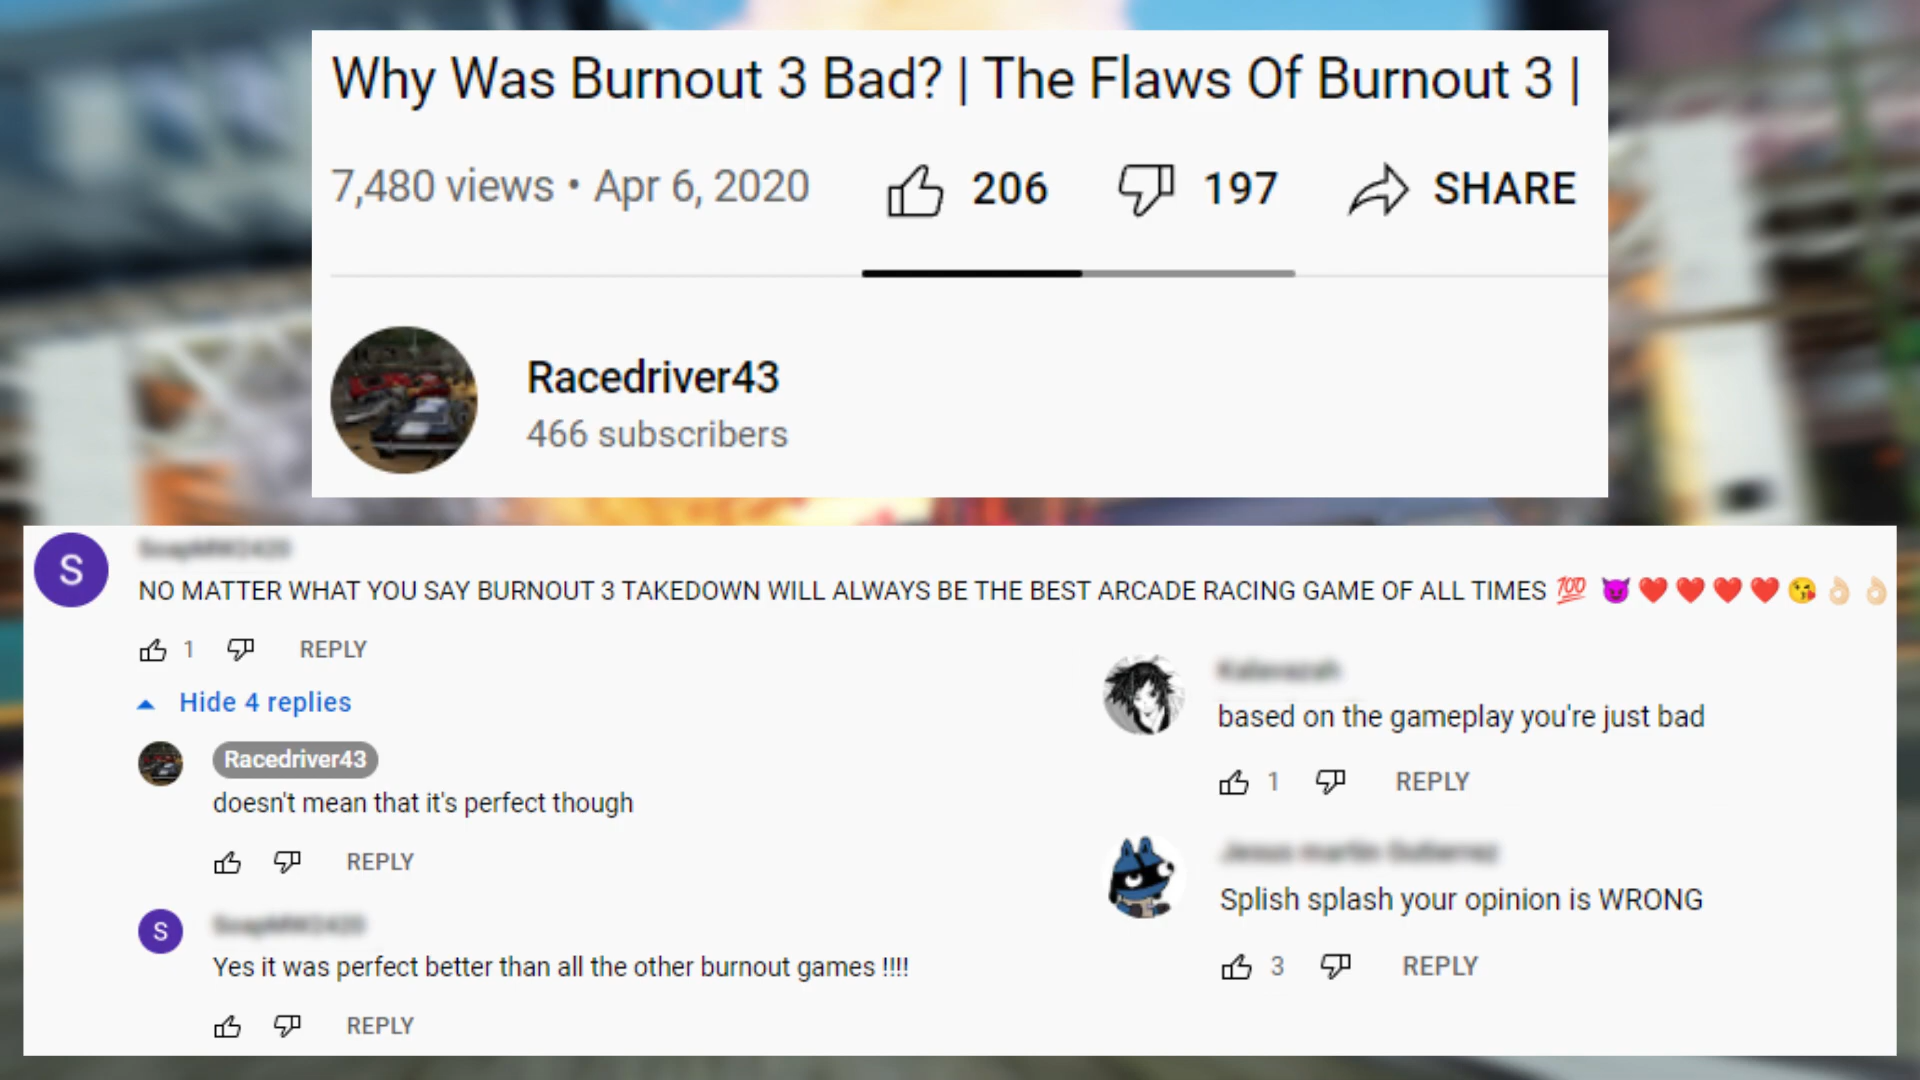 Why Was Burnout 3 Bad? | The Flaws Of Burnout 3 |
7,480 views • Apr 6, 2020 206 197 SHARE
Racedriver43
466 subscribers
S
NO MATTER WHAT YOU SAY BURNOUT 3 TAKEDOWN WILL ALWAYS BE THE BEST ARCADE RACING GAME OF ALL TIMES 💯 😈❤️❤️❤️❤️😘👌🏻👌🏻
1 REPLY
Hide 4 replies
Racedriver43
doesn't mean that it's perfect though
REPLY
S
Yes it was perfect better than all the other burnout games !!!!
REPLY
based on the gameplay you're just bad
1 REPLY
Splish splash your opinion is WRONG
3 REPLY